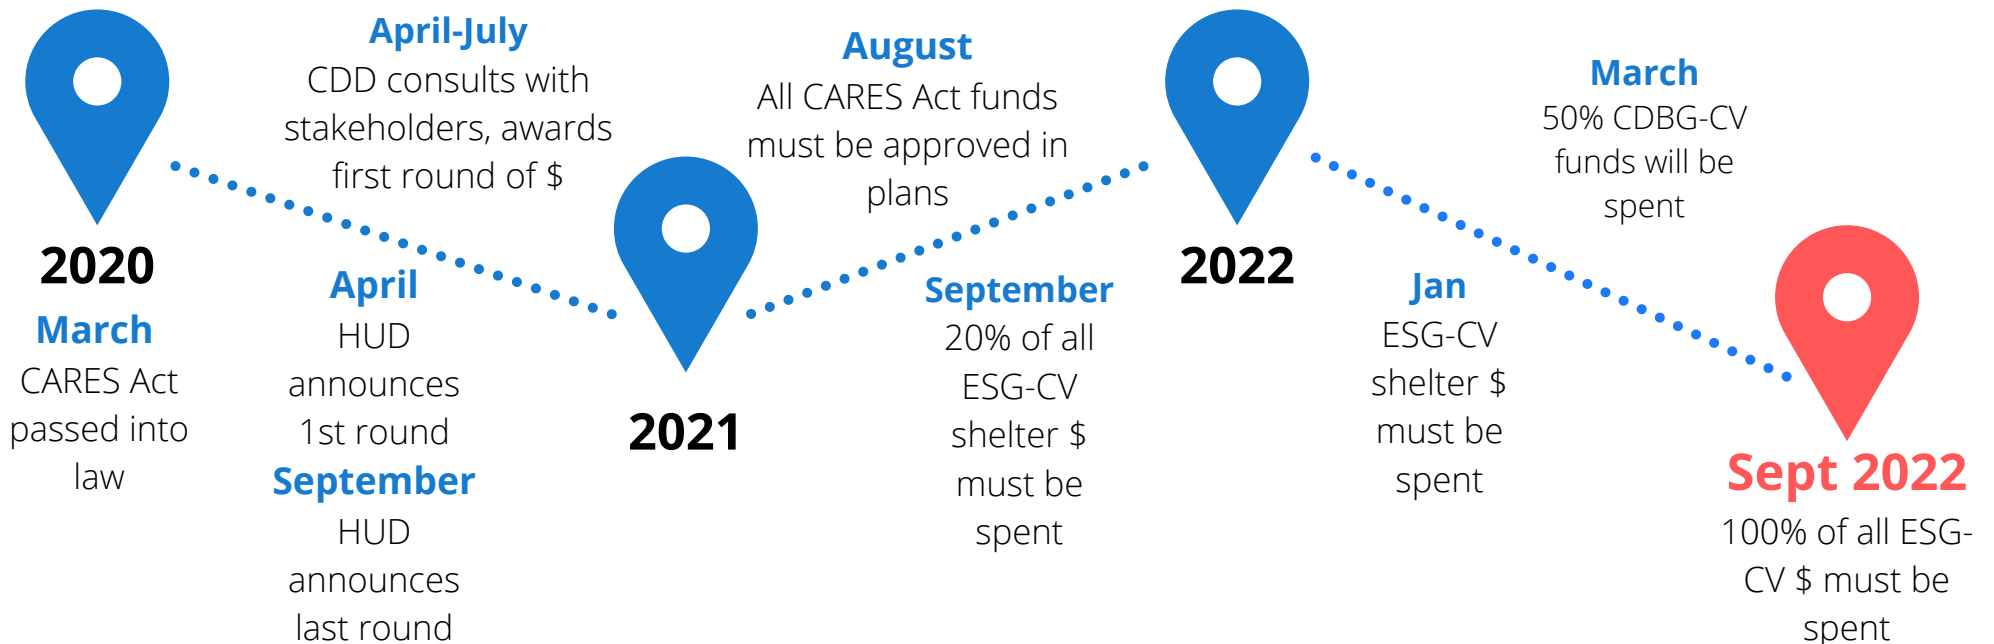 2020
March
CARES Act
passed into
law
April-July
CDD consults with
stakeholders, awards
first round of $
April
HUD
announces
1st round
September
HUD
announces
last round
2021
August
All CARES Act funds
must be approved in
plans
September
20% of all
ESG-CV
shelter $
must be
spent
2022
Jan
ESG-CV
shelter $
must be
spent
March
50% CDBG-CV
funds will be
spent
Sept 2022
100% of all ESG-
CV $ must be
spent